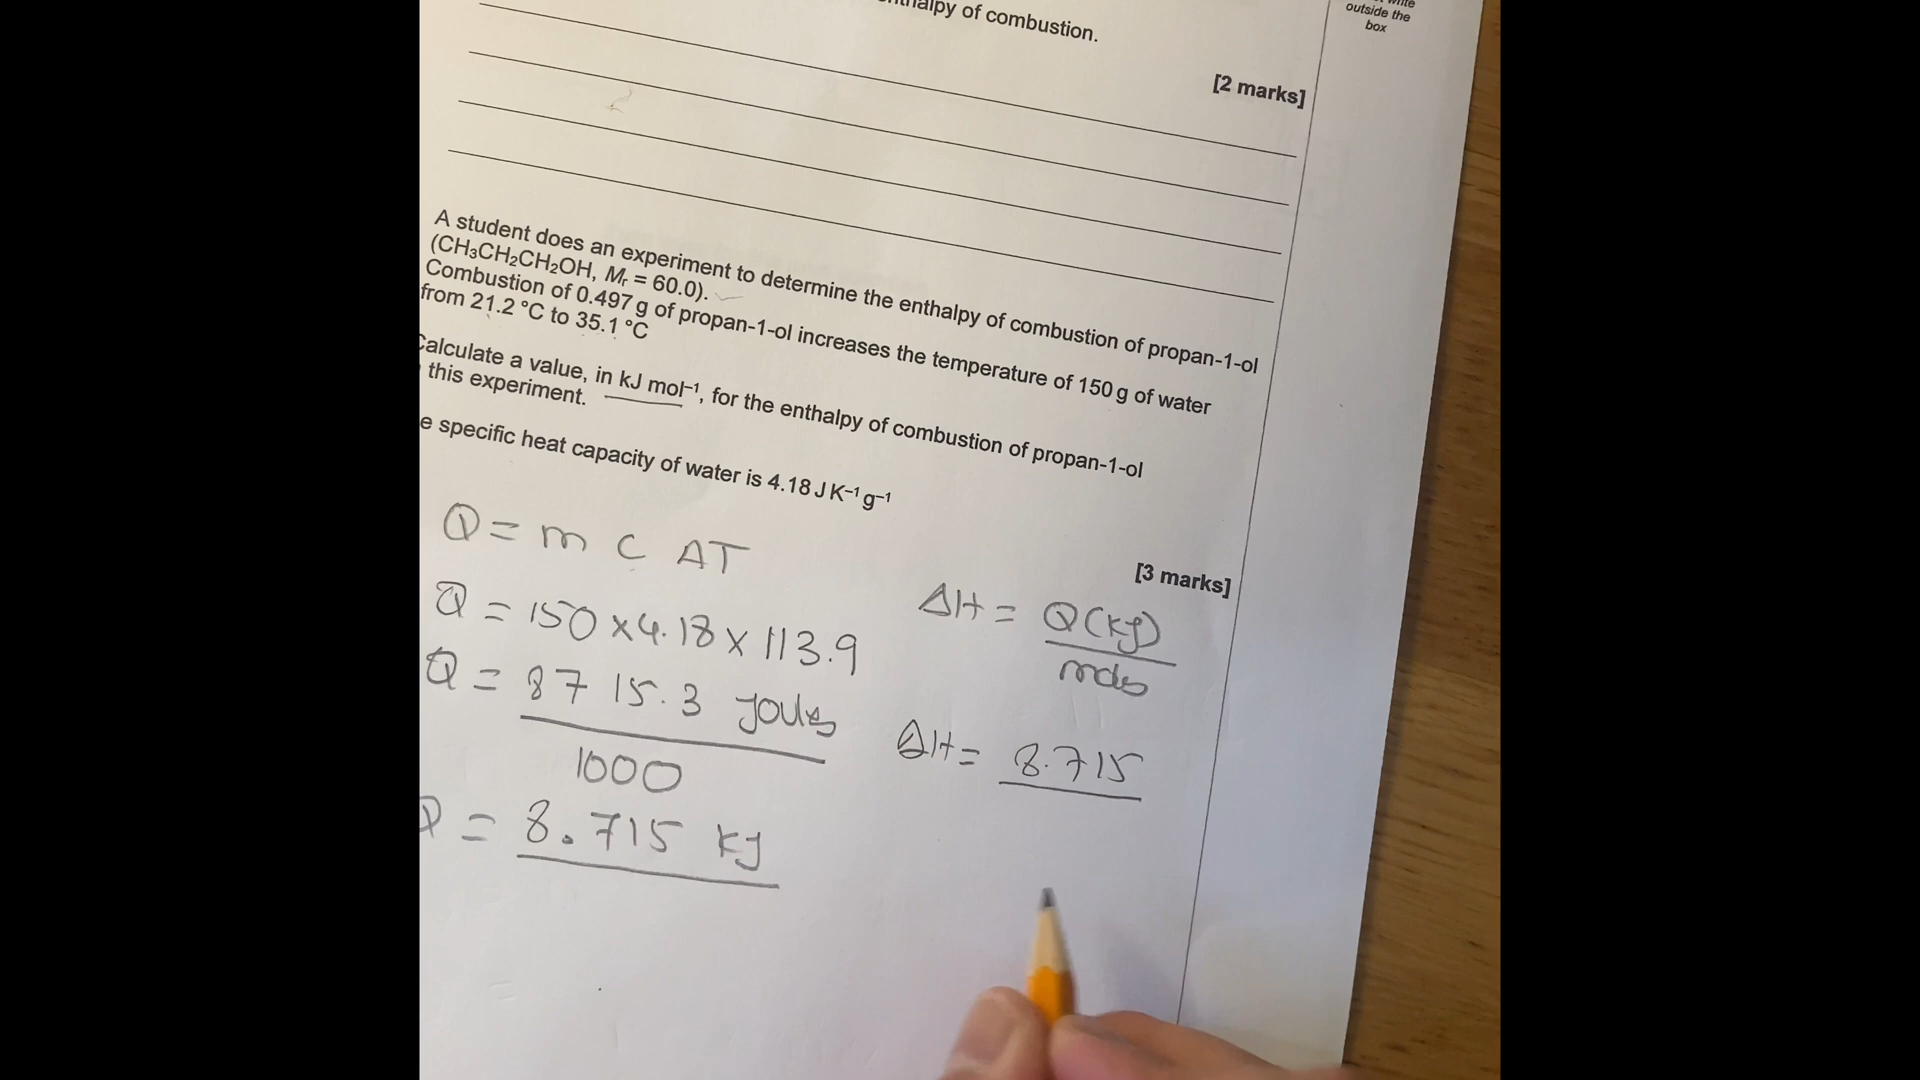 outside the
box
of combustion.
[2 marks]
A student does an experiment to determine the enthalpy of combustion of propan-1-ol
(CH₃CH₂CH₂OH, Mᵣ = 60.0).
Combustion of 0.497 g of propan-1-ol increases the temperature of 150 g of water
from 21.2 °C to 35.1 °C
Calculate a value, in kJ mol⁻¹, for the enthalpy of combustion of propan-1-ol
this experiment.
e specific heat capacity of water is 4.18 J K⁻¹ g⁻¹
[3 marks]
Q = m c ΔT
Q = 150 × 4.18 × 113.9
Q = 8715.3 joules
1000
Q = 8.715 kJ
ΔH = Q(kJ)
moles
ΔH = 8.715